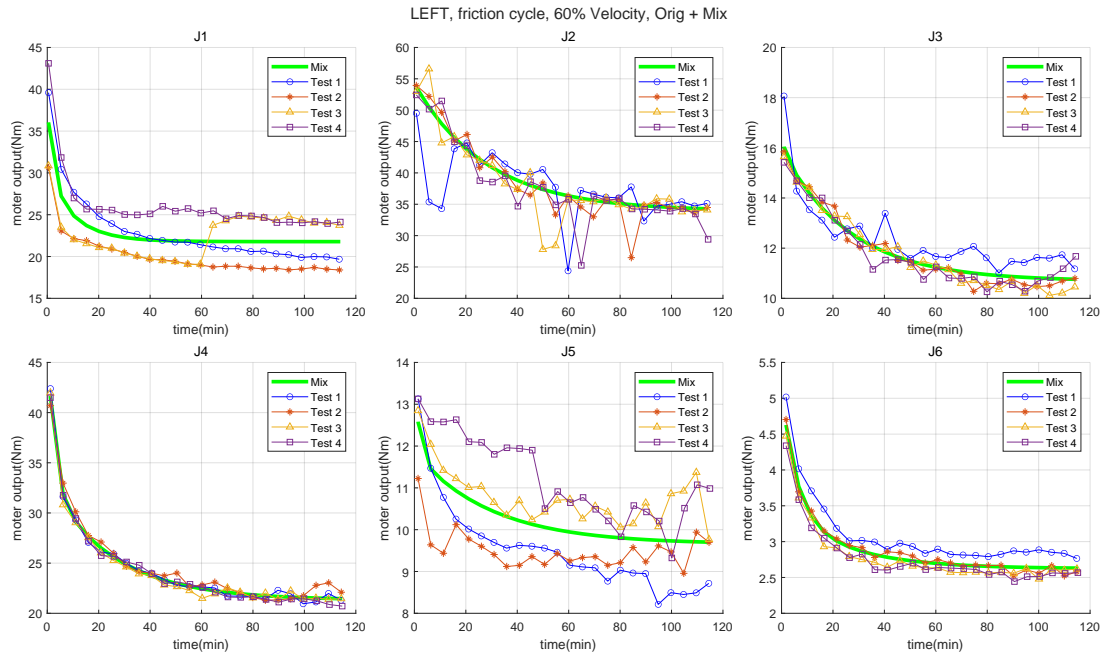 LEFT, friction cycle, 60% Velocity, Orig + Mix
J1
45
40
35
30
25
20
15
0 20 40 60 80 100 120
time(min)
moter output(Nm)
Mix
Test 1
Test 2
Test 3
Test 4
J2
60
55
50
45
40
35
30
25
20
0 20 40 60 80 100 120
time(min)
moter output(Nm)
Mix
Test 1
Test 2
Test 3
Test 4
J3
20
18
16
14
12
10
0 20 40 60 80 100 120
time(min)
moter output(Nm)
Mix
Test 1
Test 2
Test 3
Test 4
J4
45
40
35
30
25
20
0 20 40 60 80 100 120
time(min)
moter output(Nm)
Mix
Test 1
Test 2
Test 3
Test 4
J5
14
13
12
11
10
9
8
0 20 40 60 80 100 120
time(min)
moter output(Nm)
Mix
Test 1
Test 2
Test 3
Test 4
J6
5.5
5
4.5
4
3.5
3
2.5
2
0 20 40 60 80 100 120
time(min)
moter output(Nm)
Mix
Test 1
Test 2
Test 3
Test 4